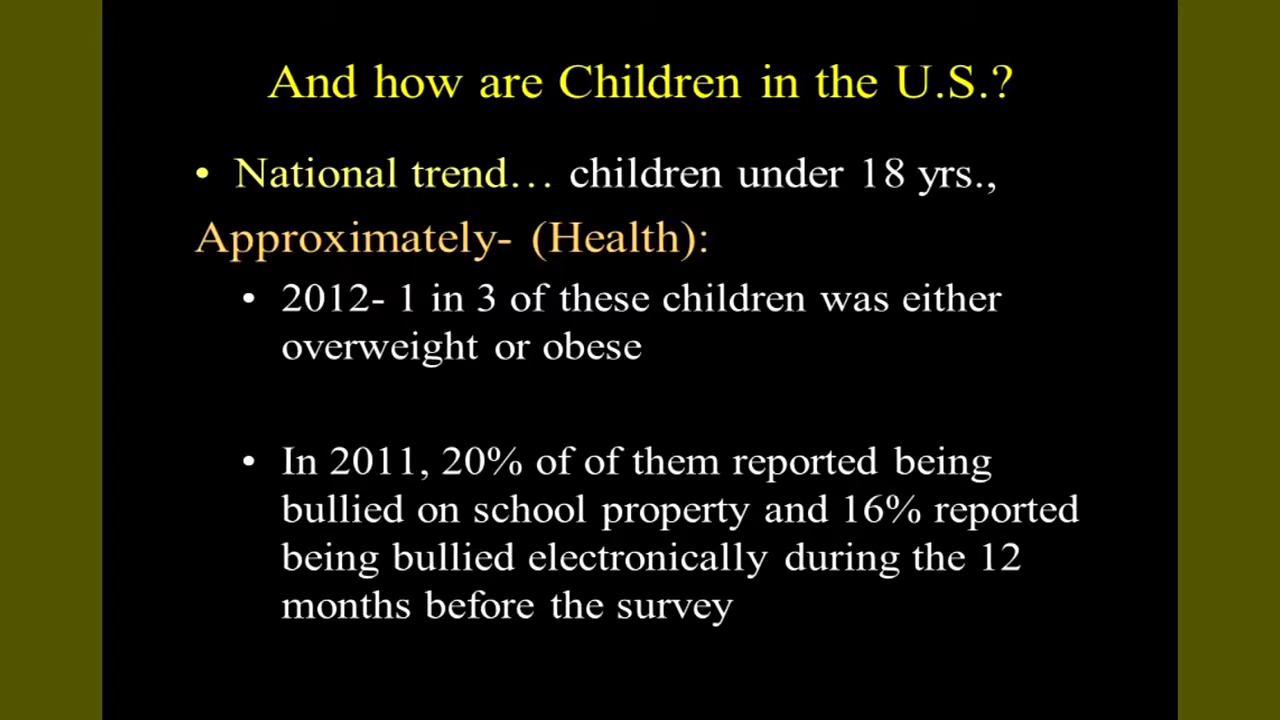 And how are Children in the U.S.?
• National trend… children under 18 yrs.,
Approximately- (Health):
• 2012- 1 in 3 of these children was either
overweight or obese
• In 2011, 20% of of them reported being
bullied on school property and 16% reported
being bullied electronically during the 12
months before the survey